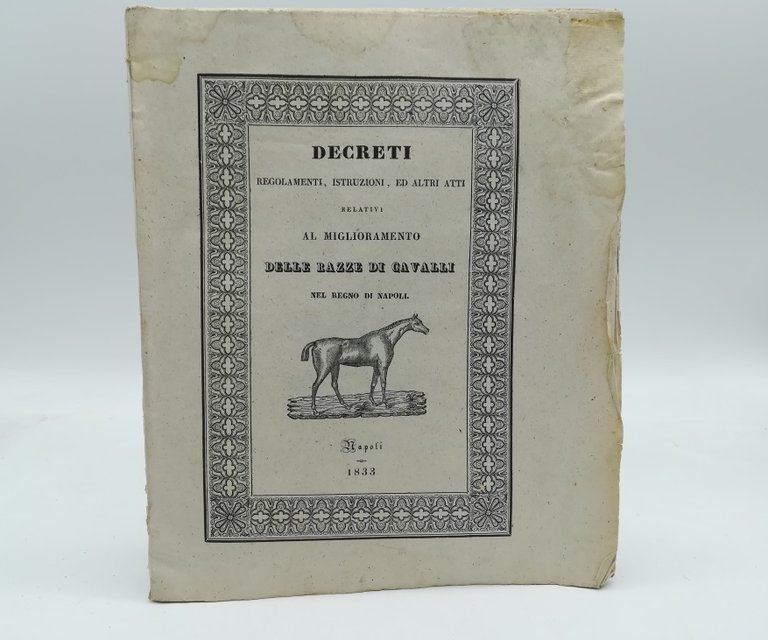 DECRETI
REGOLAMENTI, ISTRUZIONI, ED ALTRI ATTI
RELATIVI
AL MIGLIORAMENTO
DELLE RAZZE DI CAVALLI
NEL REGNO DI NAPOLI.
Napoli
1833